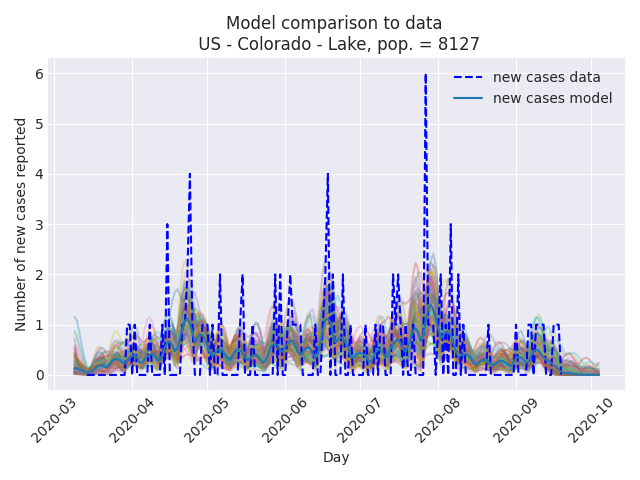 Model comparison to data
US - Colorado - Lake, pop. = 8127
new cases data
new cases model
Number of new cases reported
6
5
4
3
2
1
0
2020-03
2020-04
2020-05
2020-06
2020-07
2020-08
2020-09
2020-10
Day